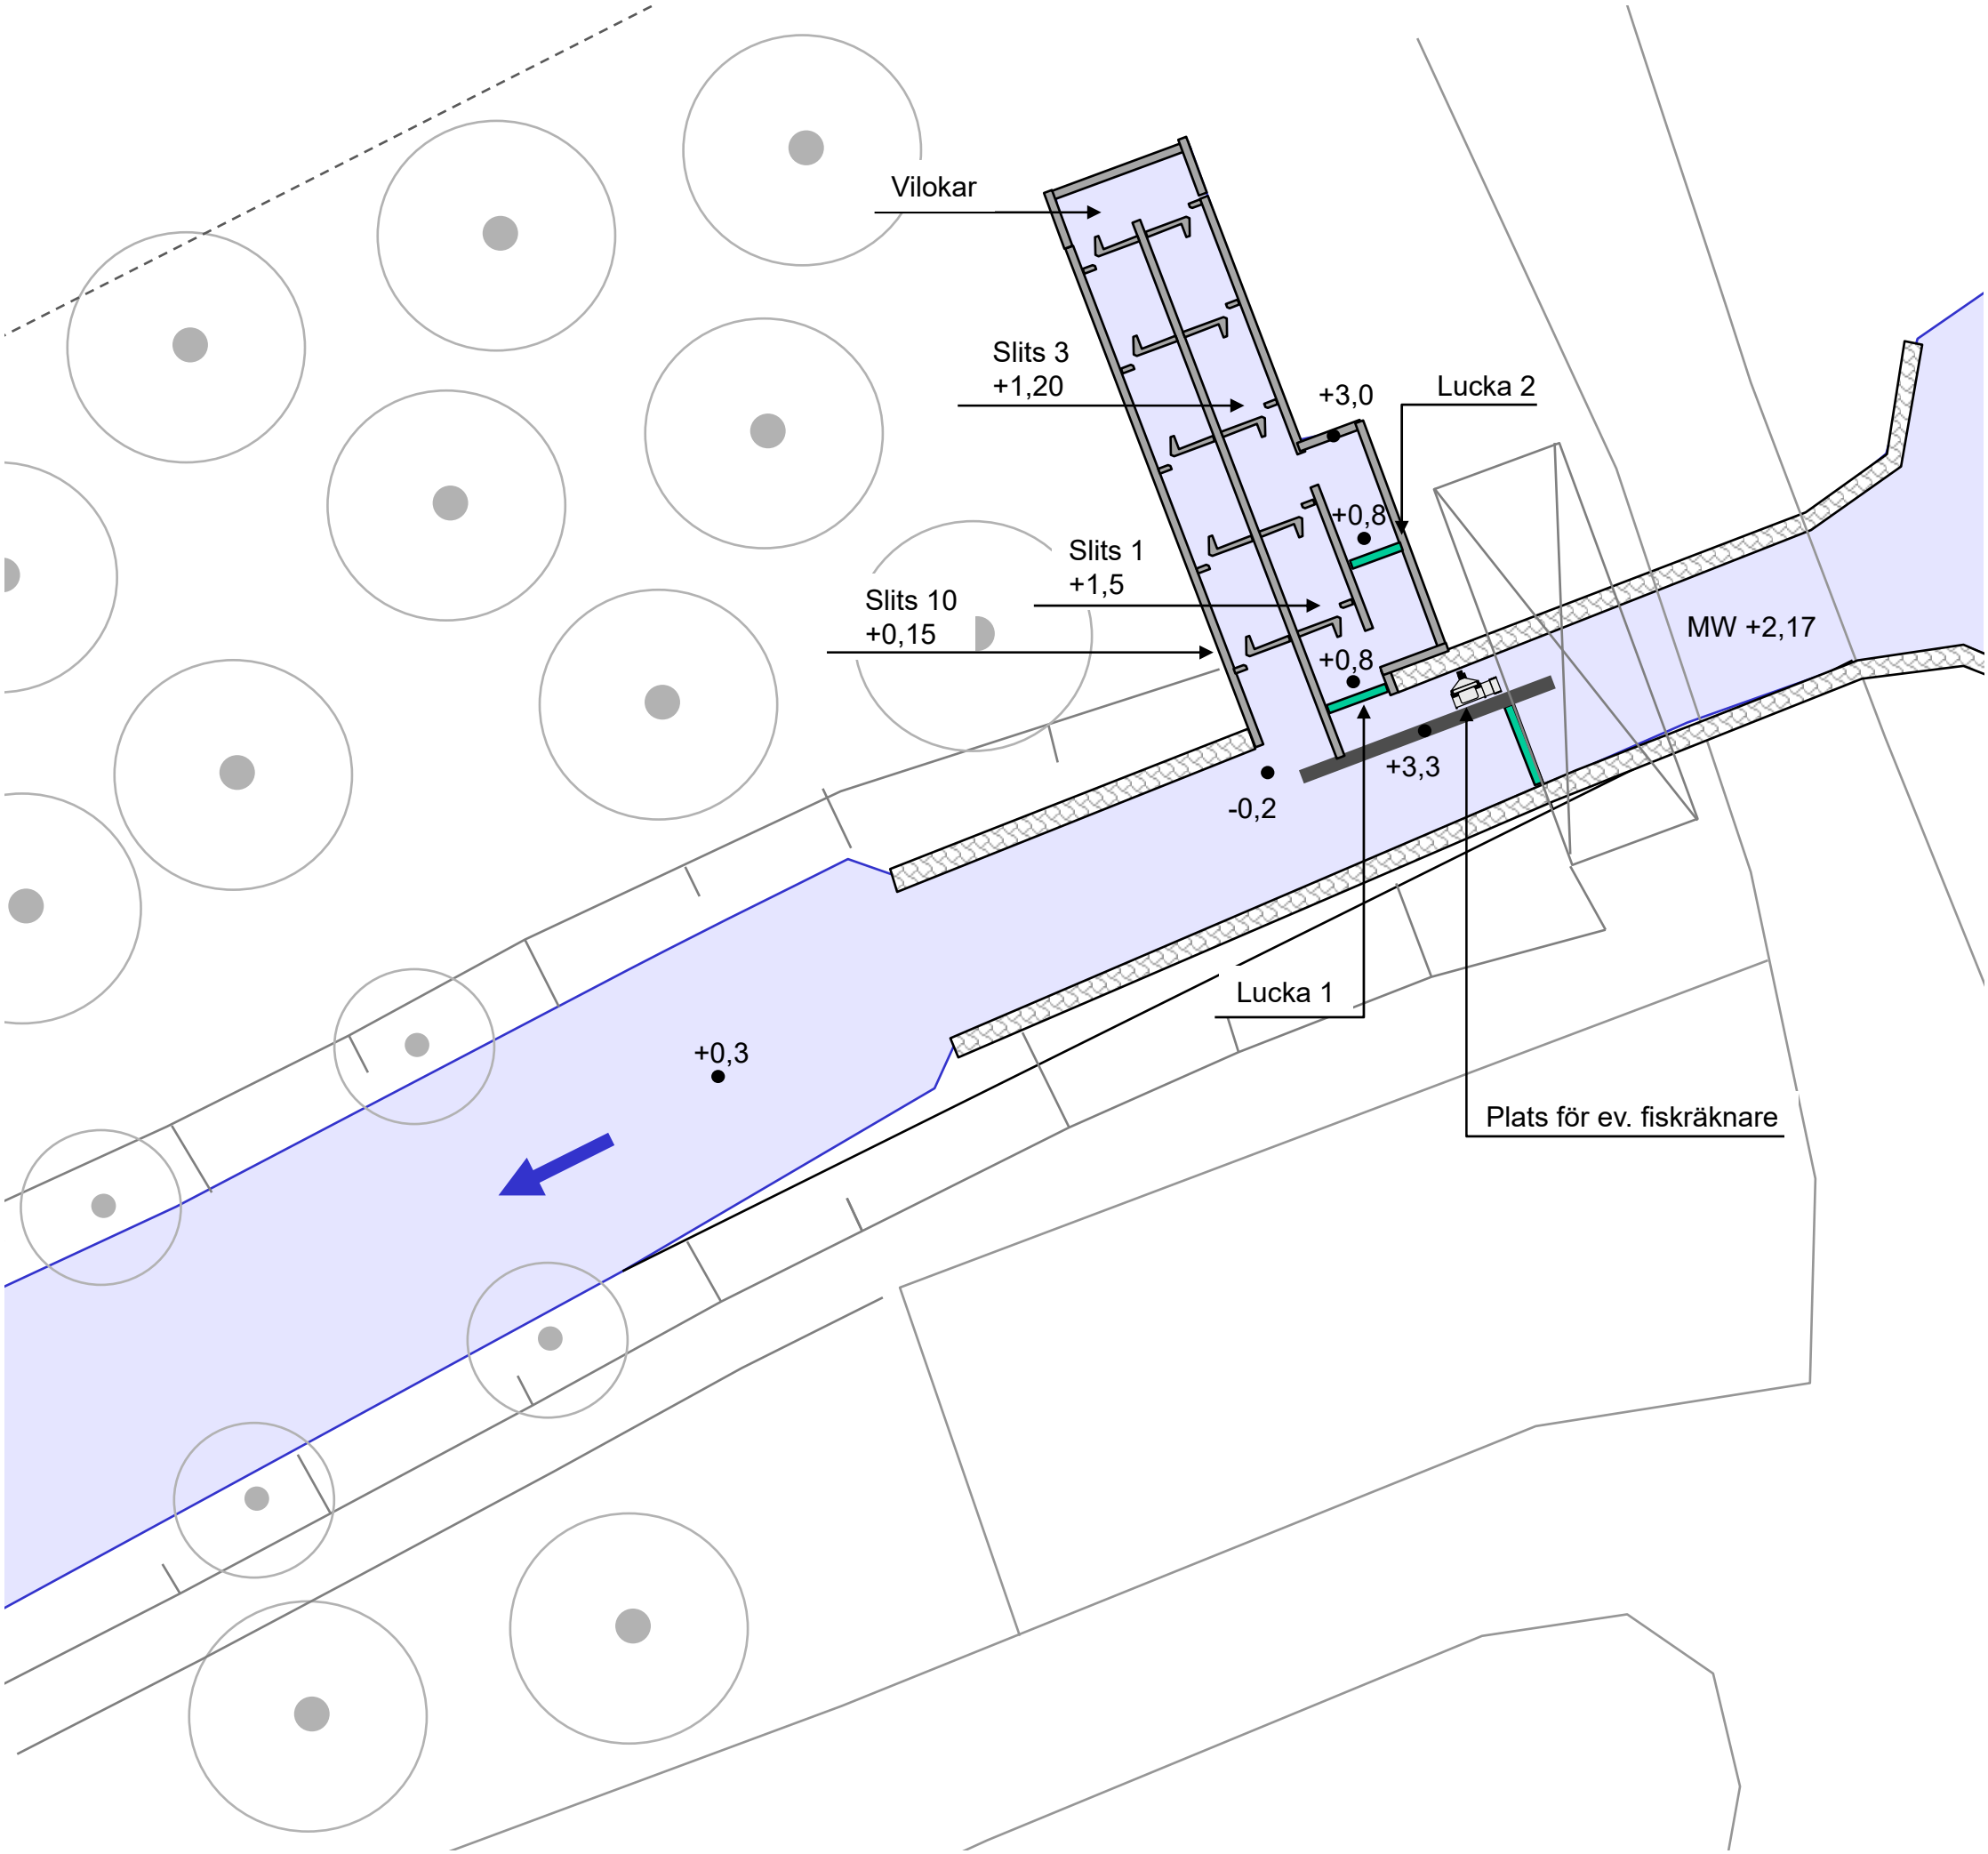 Vilokar
Slits 3
+1,20
+3,0
Lucka 2
+0,8
Slits 1
+1,5
Slits 10
+0,15
MW +2,17
+0,8
+3,3
-0,2
Lucka 1
+0,3
Plats för ev. fiskräknare